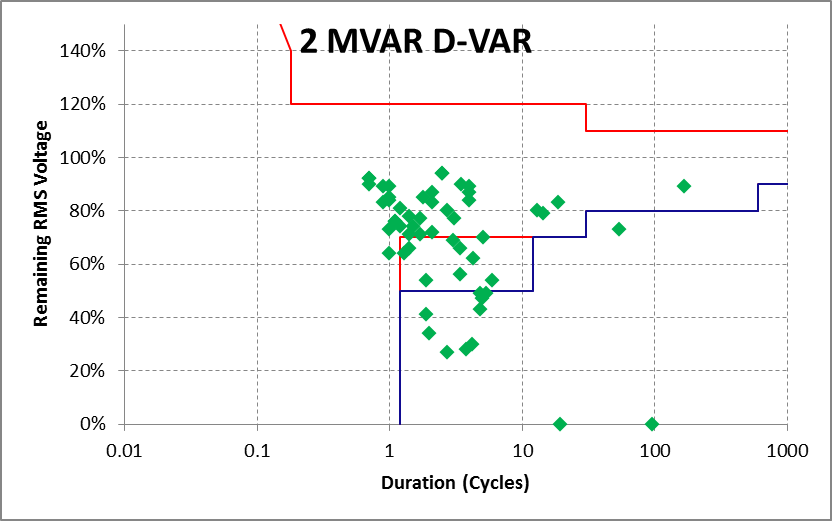 2 MVAR D-VAR
140%
120%
100%
80%
60%
40%
20%
0%
Remaining RMS Voltage
0.01 0.1 1 10 100 1000
Duration (Cycles)